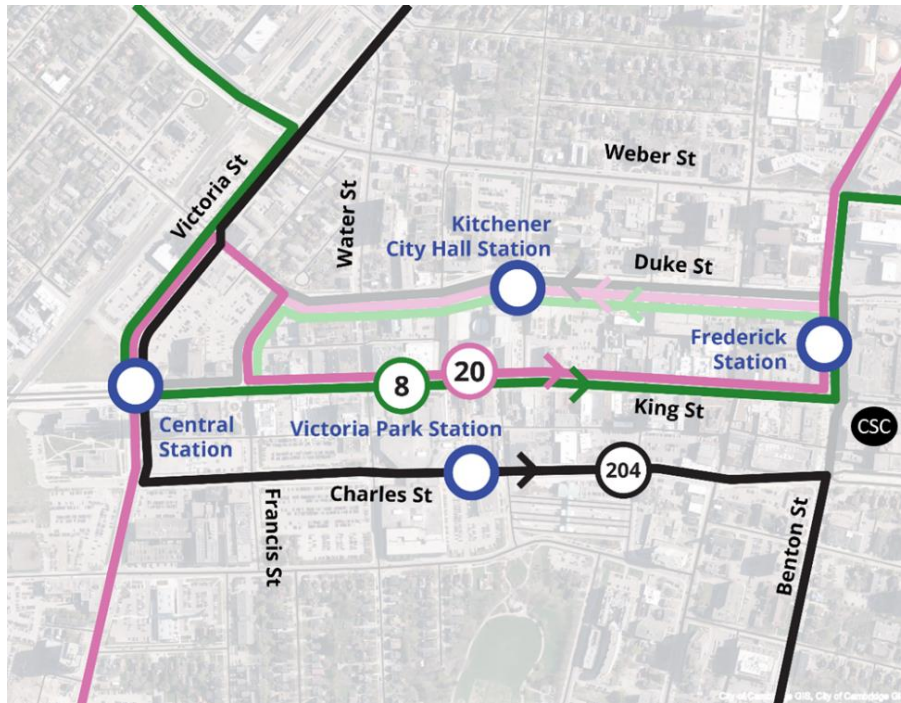 Victoria St
Water St
Weber St
Kitchener
City Hall Station
Duke St
Frederick
Station
8
20
King St
Central
Station
Victoria Park Station
CSC
Francis St
Charles St
204
Benton St